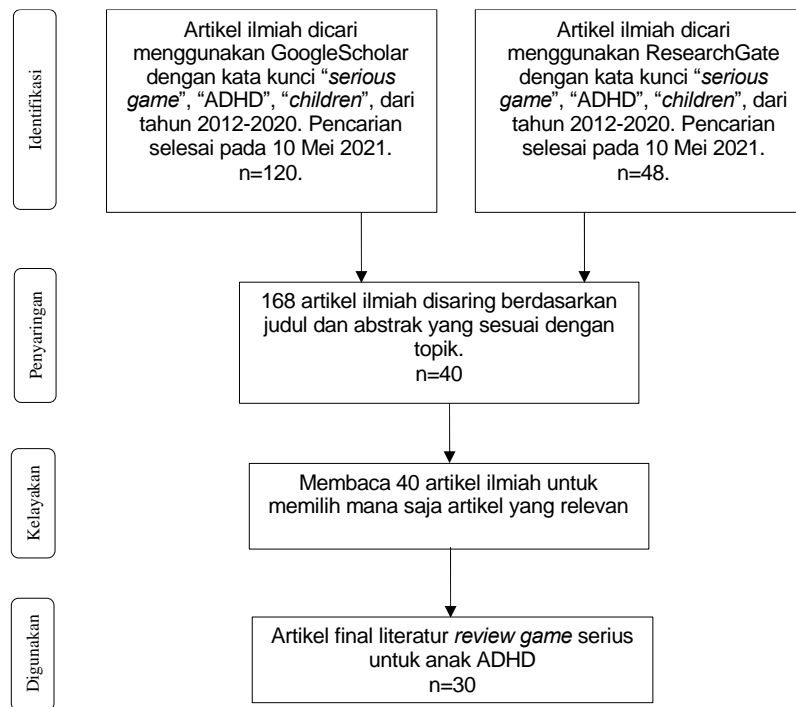 Identifikasi
Artikel ilmiah dicari
menggunakan GoogleScholar
dengan kata kunci “serious
game”, “ADHD”, “children”, dari
tahun 2012-2020. Pencarian
selesai pada 10 Mei 2021.
n=120.
Artikel ilmiah dicari
menggunakan ResearchGate
dengan kata kunci “serious
game”, “ADHD”, “children”, dari
tahun 2012-2020. Pencarian
selesai pada 10 Mei 2021.
n=48.
Penyaringan
168 artikel ilmiah disaring berdasarkan
judul dan abstrak yang sesuai dengan
topik.
n=40
Kelayakan
Membaca 40 artikel ilmiah untuk
memilih mana saja artikel yang relevan
Digunakan
Artikel final literatur review game serius
untuk anak ADHD
n=30